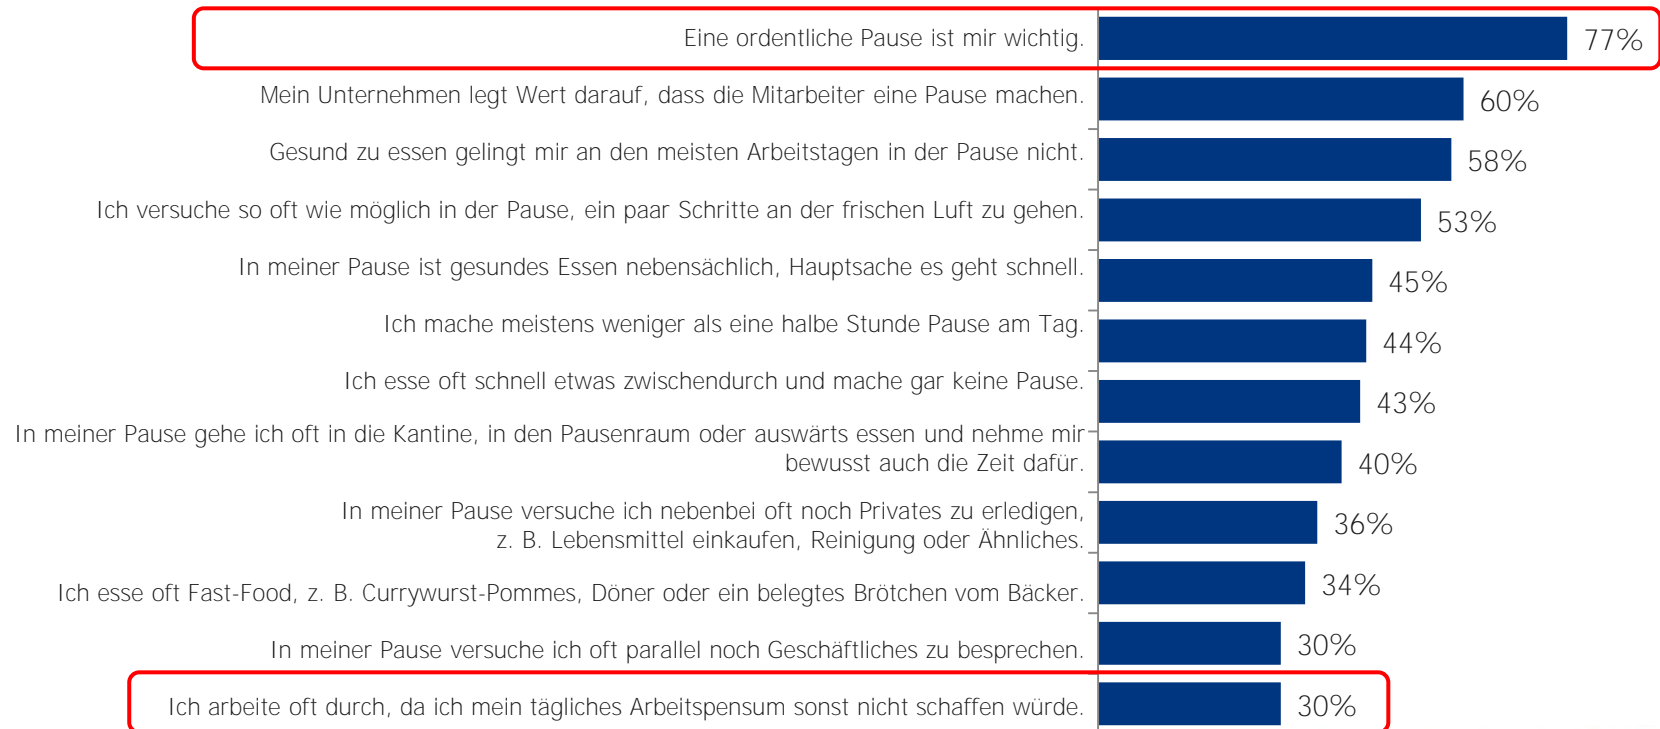 Eine ordentliche Pause ist mir wichtig.
77%
Mein Unternehmen legt Wert darauf, dass die Mitarbeiter eine Pause machen.
60%
Gesund zu essen gelingt mir an den meisten Arbeitstagen in der Pause nicht.
58%
Ich versuche so oft wie möglich in der Pause, ein paar Schritte an der frischen Luft zu gehen.
53%
In meiner Pause ist gesundes Essen nebensächlich, Hauptsache es geht schnell.
45%
Ich mache meistens weniger als eine halbe Stunde Pause am Tag.
44%
Ich esse oft schnell etwas zwischendurch und mache gar keine Pause.
43%
In meiner Pause gehe ich oft in die Kantine, in den Pausenraum oder auswärts essen und nehme mir
bewusst auch die Zeit dafür.
40%
In meiner Pause versuche ich nebenbei oft noch Privates zu erledigen,
z. B. Lebensmittel einkaufen, Reinigung oder Ähnliches.
36%
Ich esse oft Fast-Food, z. B. Currywurst-Pommes, Döner oder ein belegtes Brötchen vom Bäcker.
34%
In meiner Pause versuche ich oft parallel noch Geschäftliches zu besprechen.
30%
Ich arbeite oft durch, da ich mein tägliches Arbeitspensum sonst nicht schaffen würde.
30%